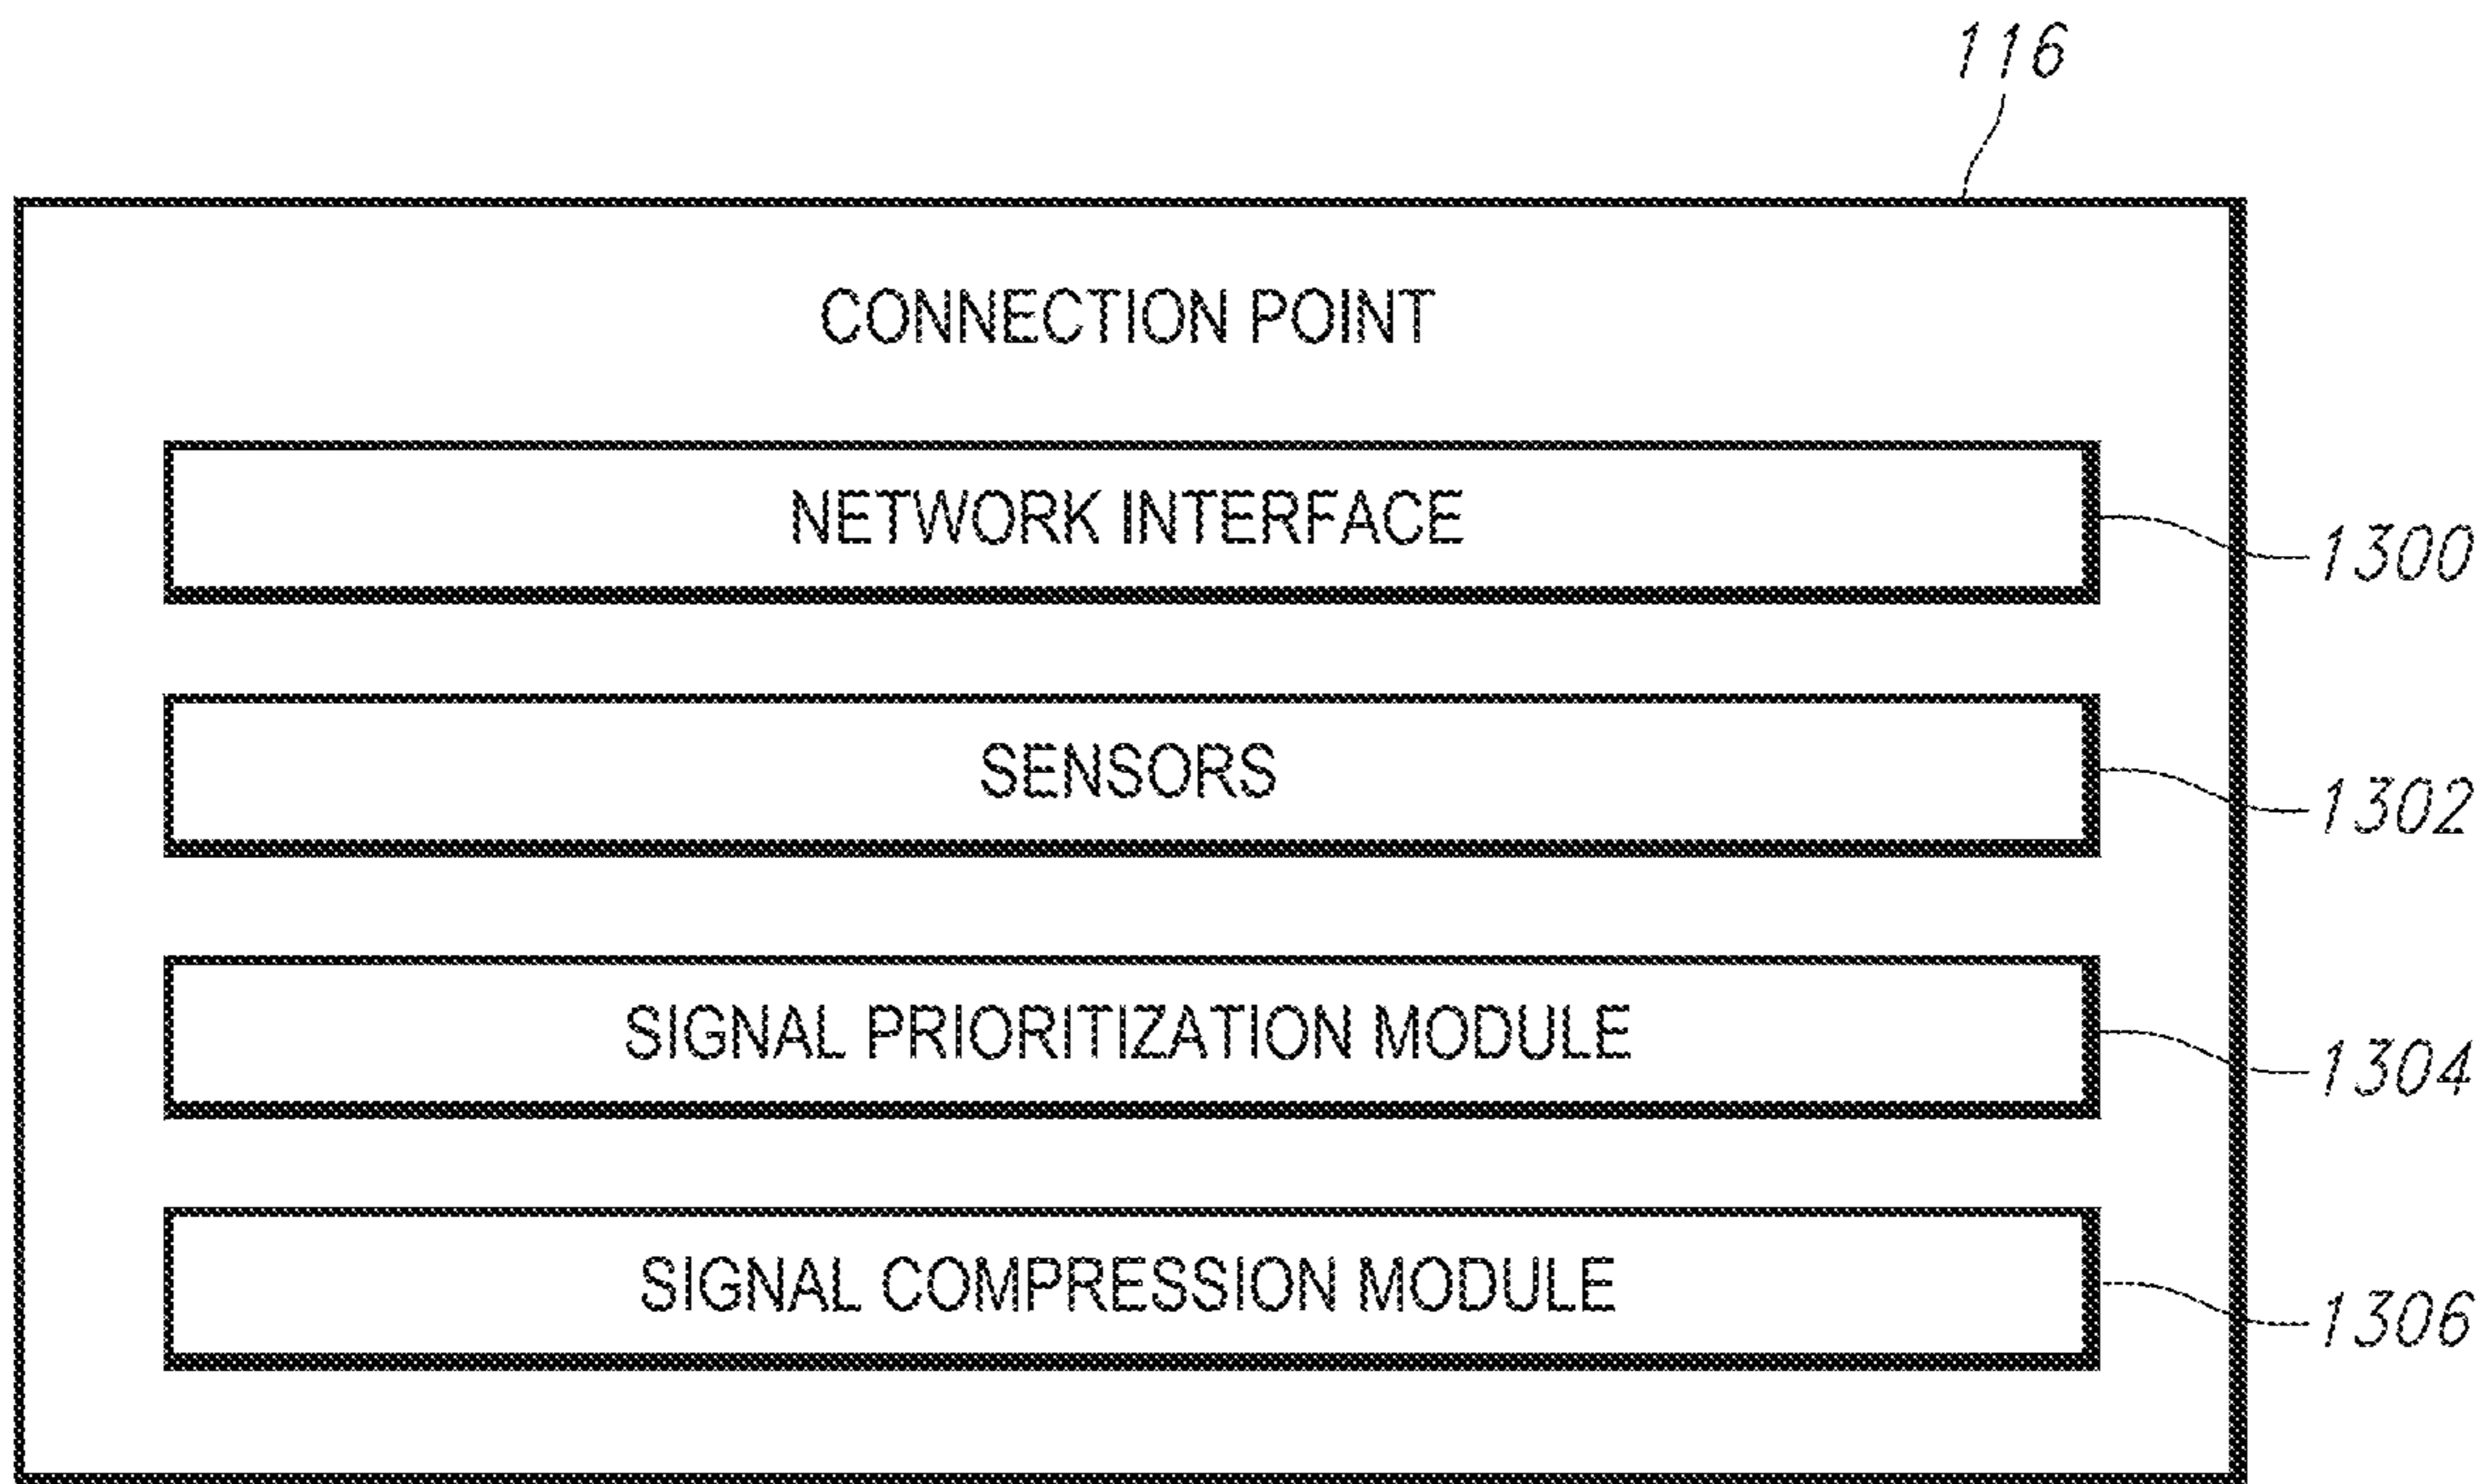 116
CONNECTION POINT
NETWORK INTERFACE
1300
SENSORS
1302
SIGNAL PRIORITIZATION MODULE
1304
SIGNAL COMPRESSION MODULE
1306